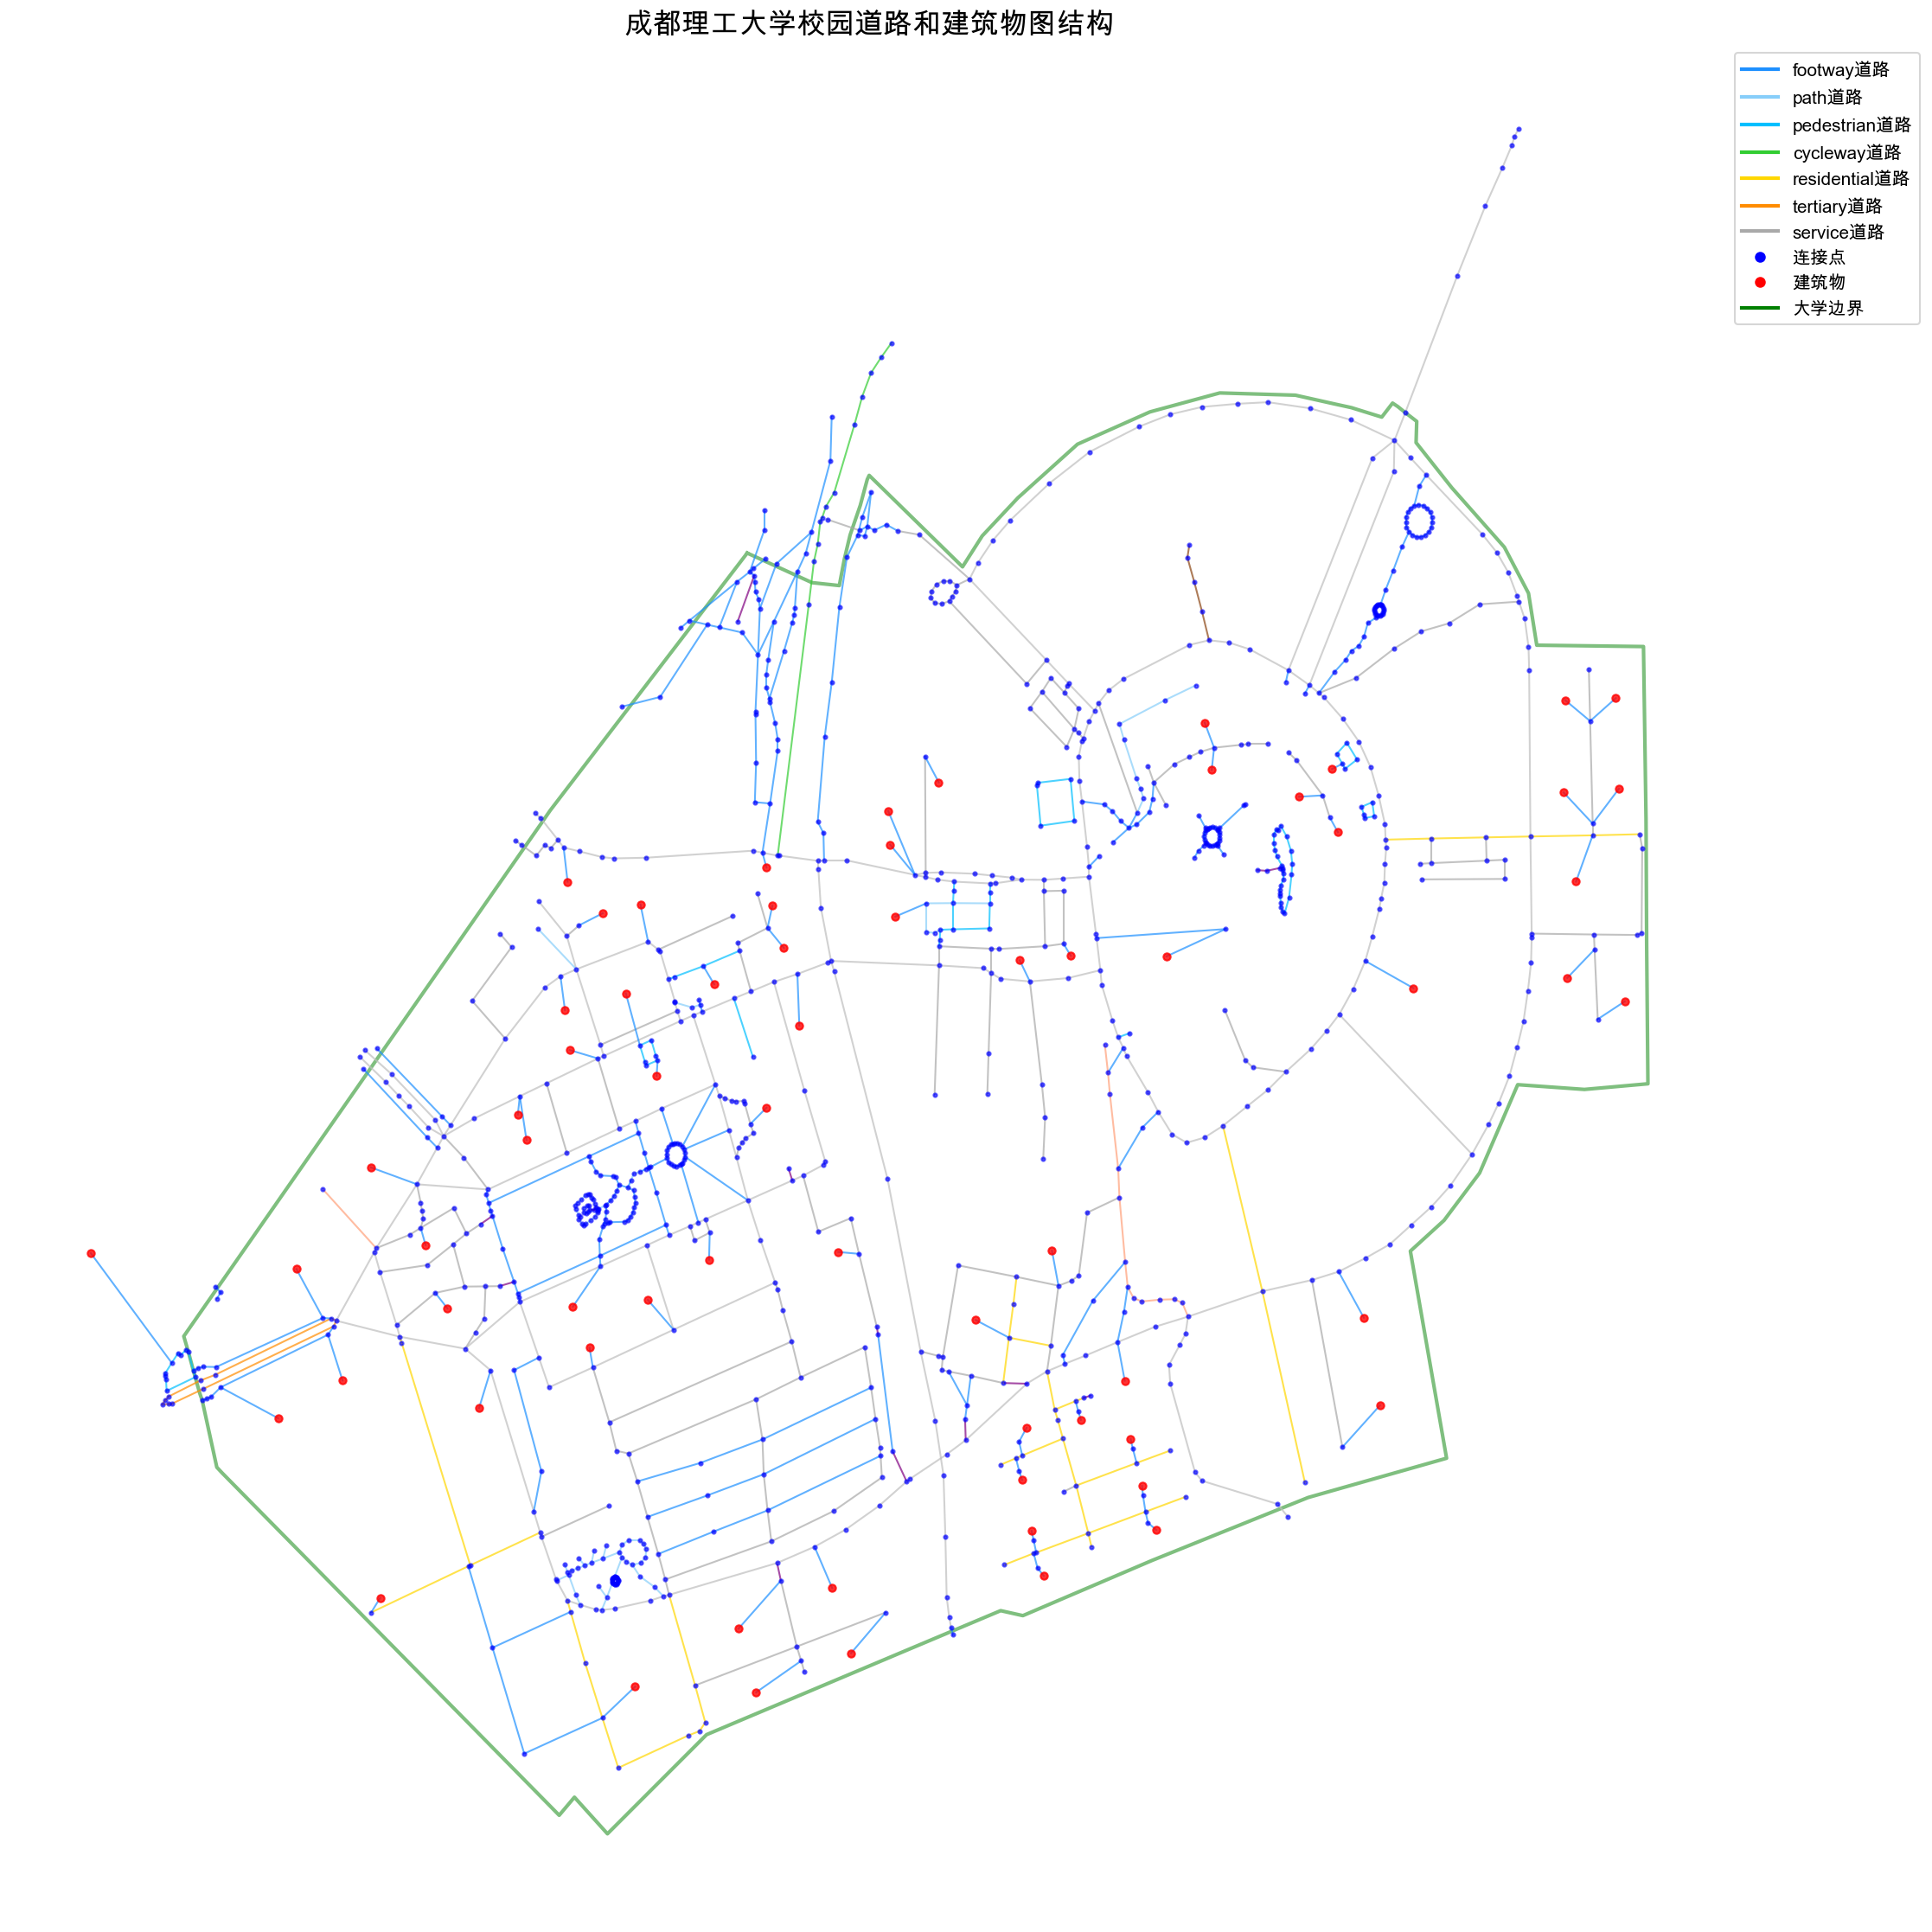 成都理工大学校园道路和建筑物图结构
footway道路
path道路
pedestrian道路
cycleway道路
residential道路
tertiary道路
service道路
连接点
建筑物
大学边界